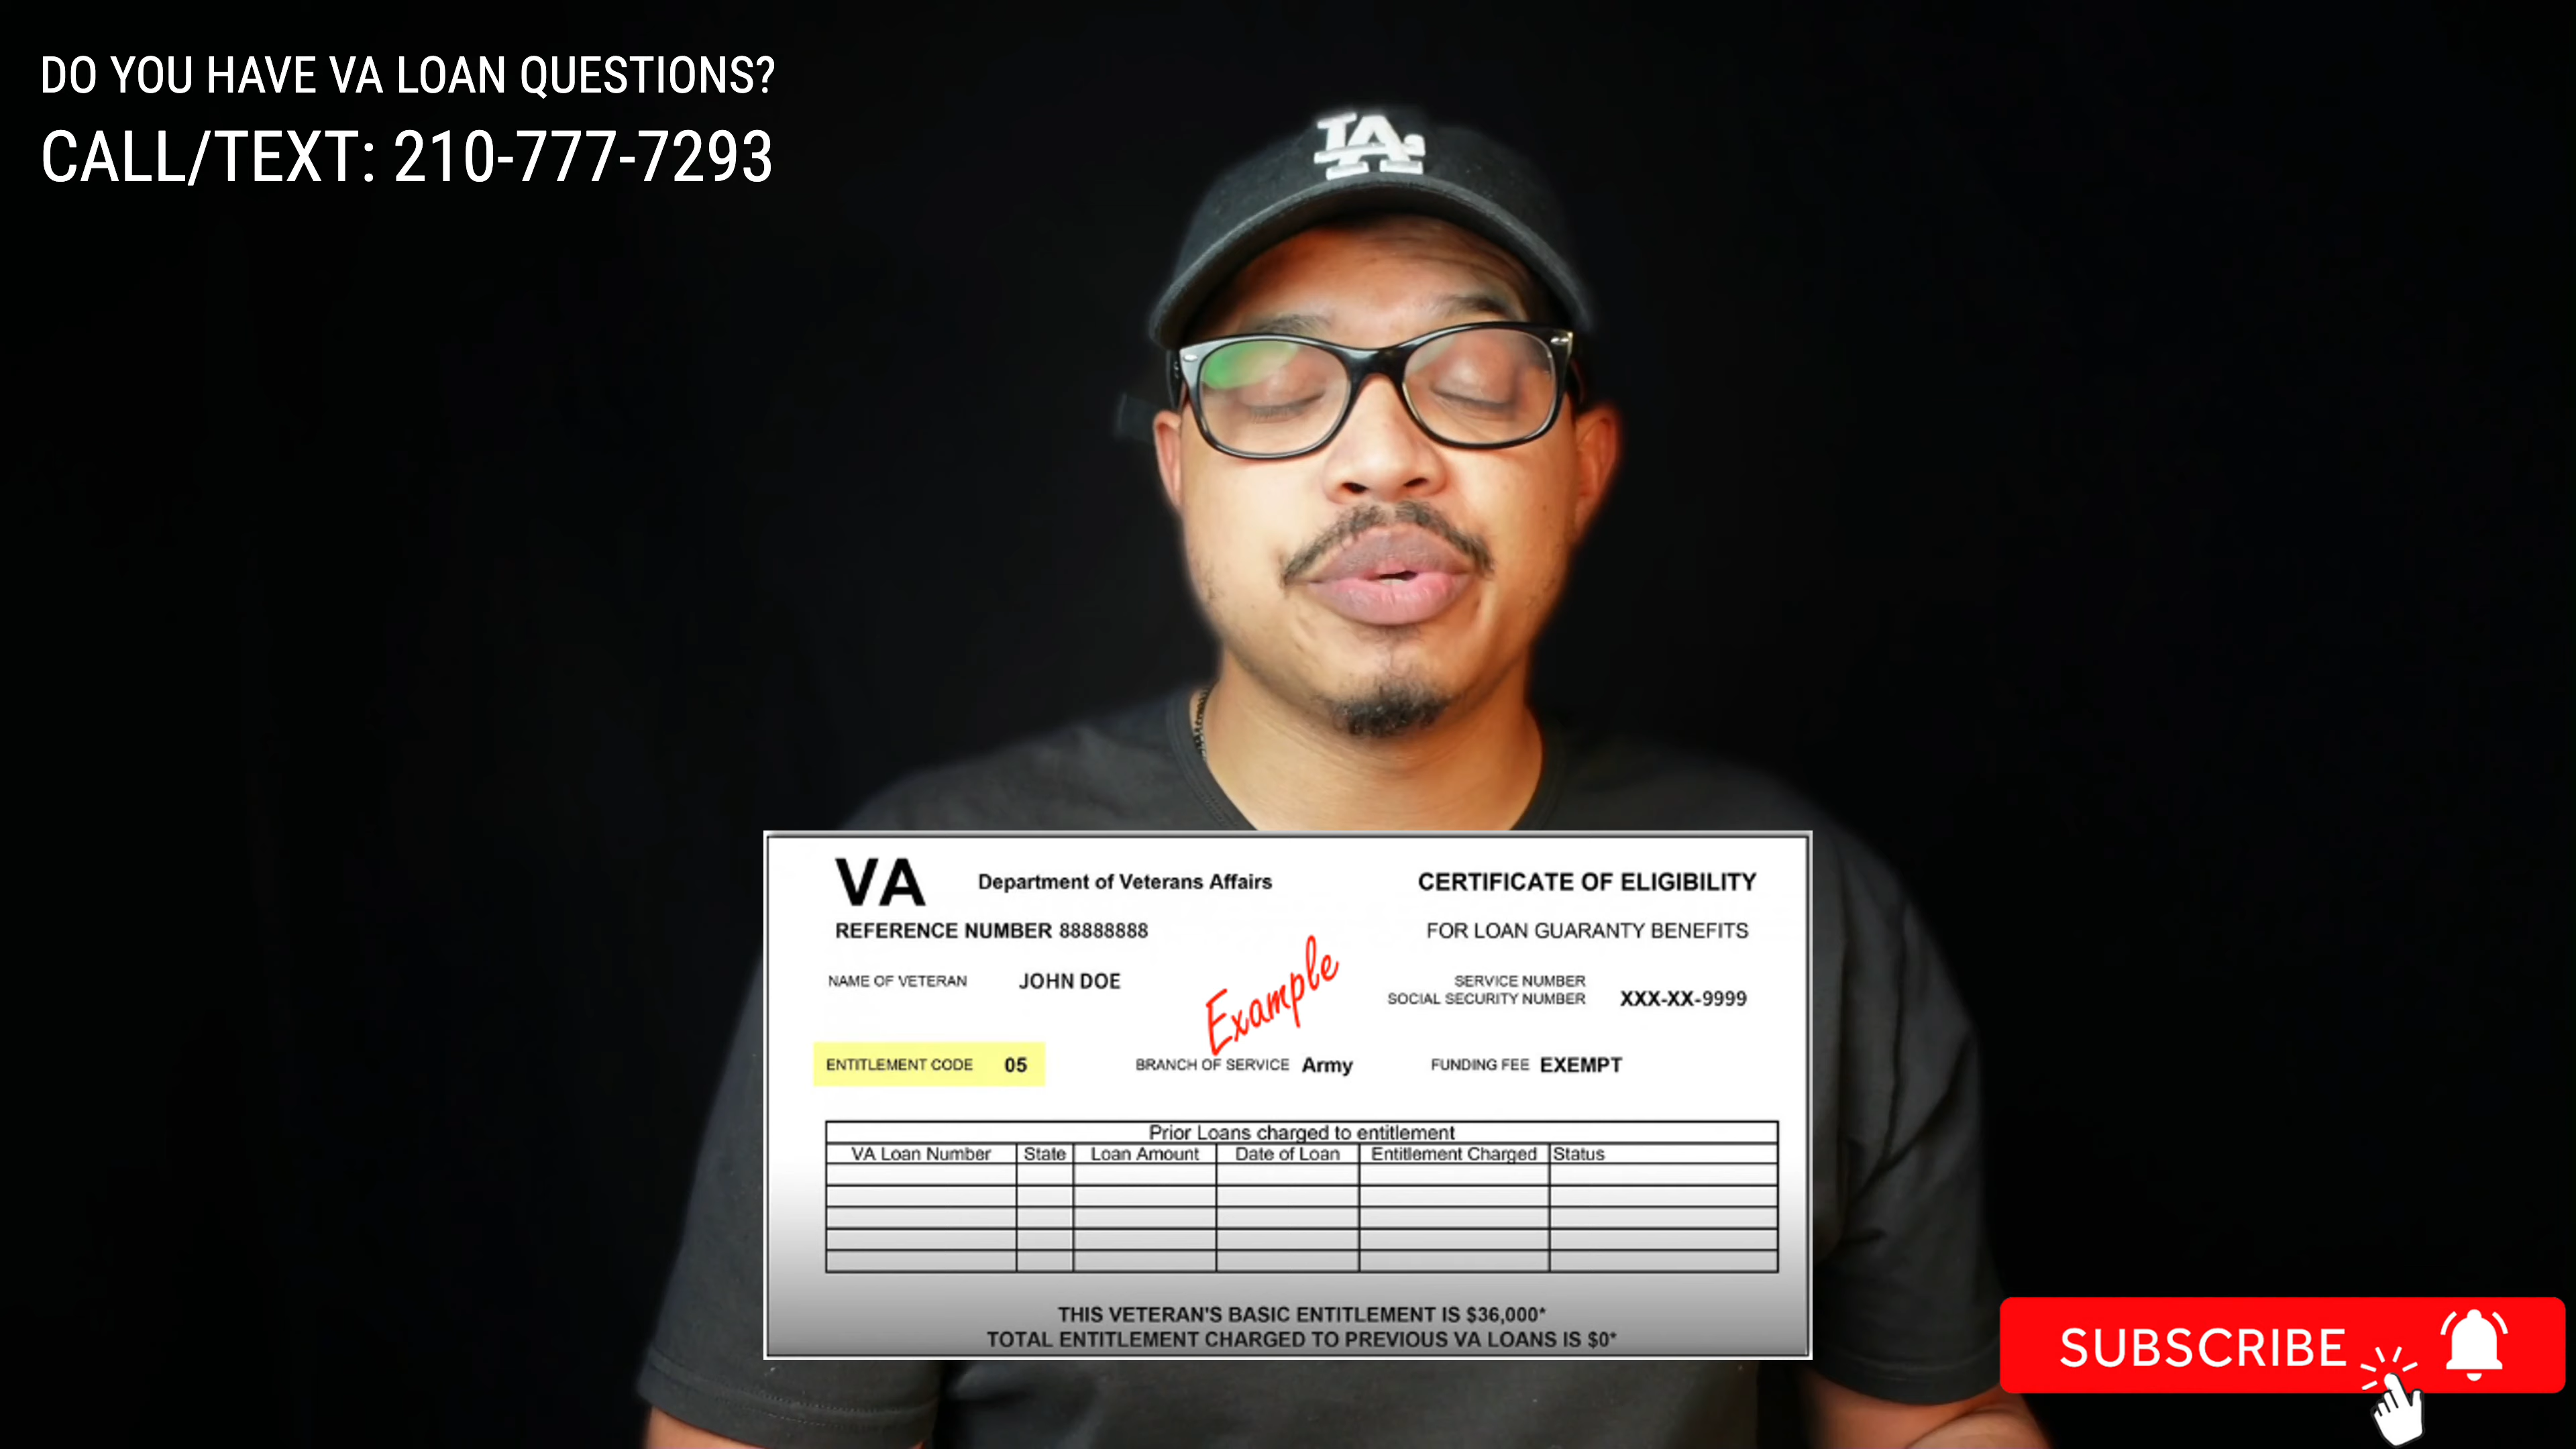 DO YOU HAVE VA LOAN QUESTIONS?
CALL/TEXT: 210-777-7293
LA
VA Department of Veterans Affairs CERTIFICATE OF ELIGIBILITY
REFERENCE NUMBER 88888888 FOR LOAN GUARANTY BENEFITS
Example
NAME OF VETERAN JOHN DOE SERVICE NUMBER
SOCIAL SECURITY NUMBER XXX-XX-9999
ENTITLEMENT CODE 05 BRANCH OF SERVICE Army FUNDING FEE EXEMPT
Prior Loans charged to entitlement
VA Loan Number State Loan Amount Date of Loan Entitlement Charged Status
THIS VETERAN'S BASIC ENTITLEMENT IS $36,000*
TOTAL ENTITLEMENT CHARGED TO PREVIOUS VA LOANS IS $0*
SUBSCRIBE